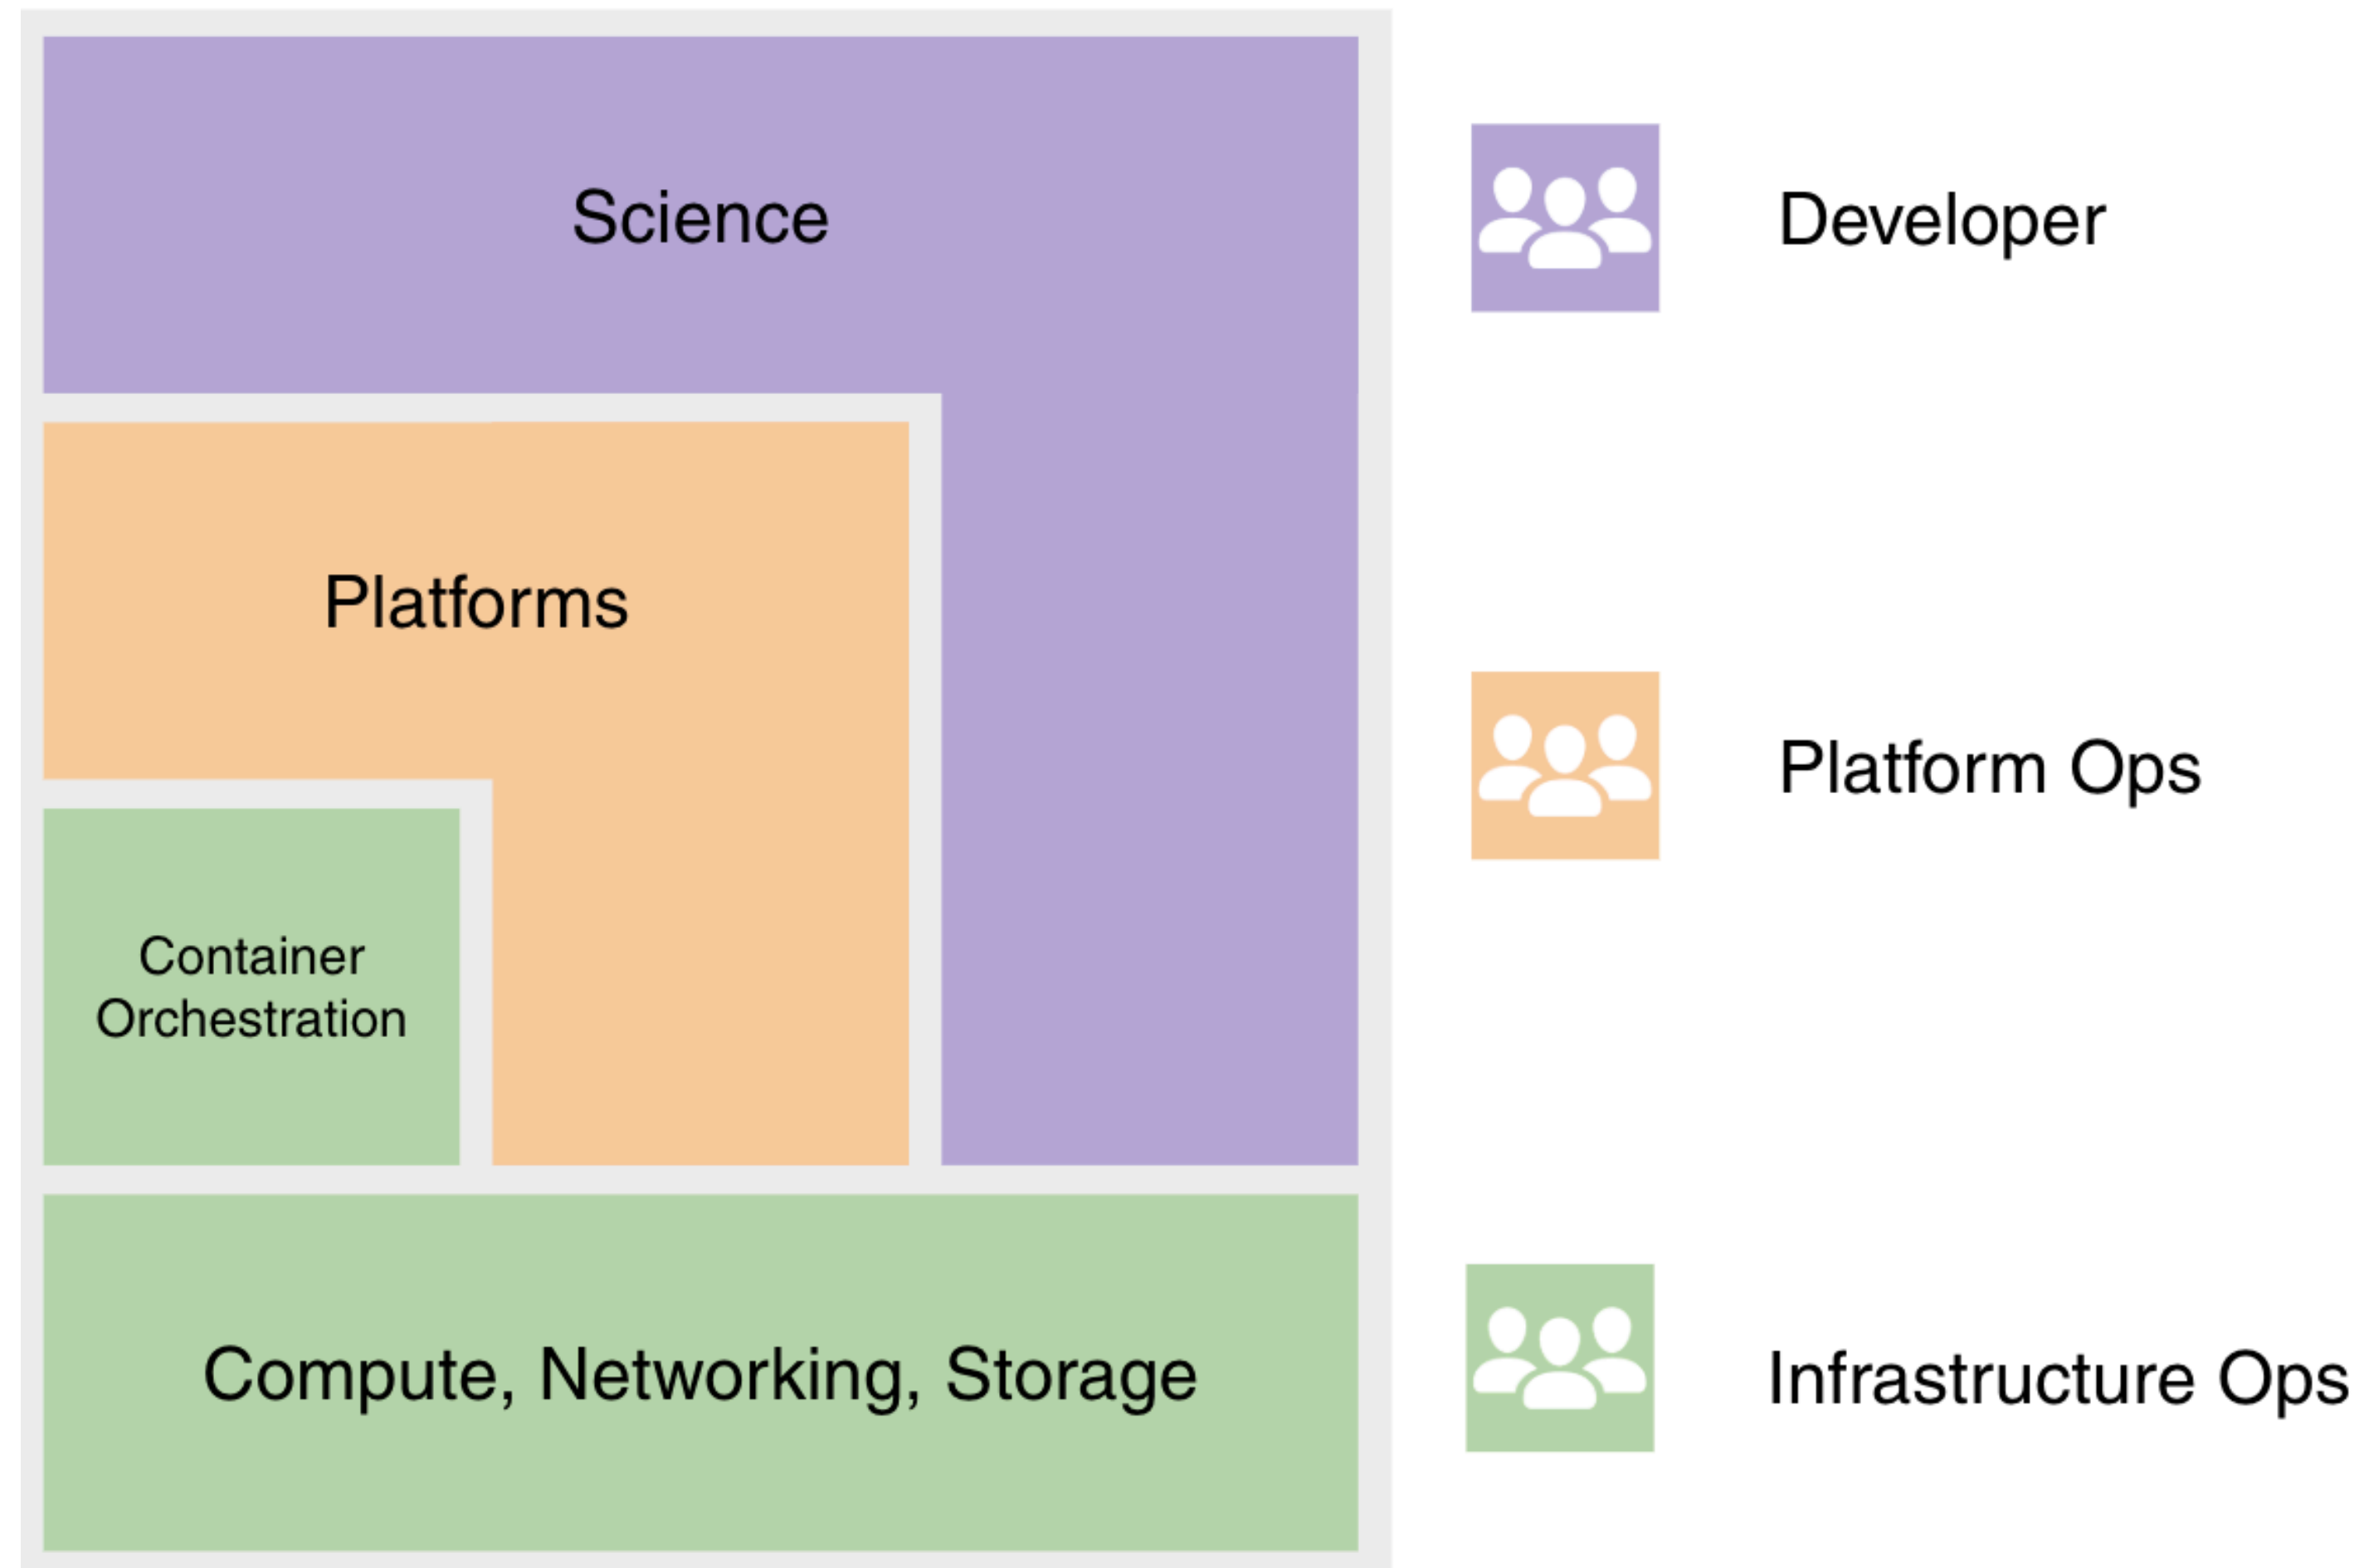 Science
Developer
Platforms
Platform Ops
Container
Orchestration
Compute, Networking, Storage
Infrastructure Ops